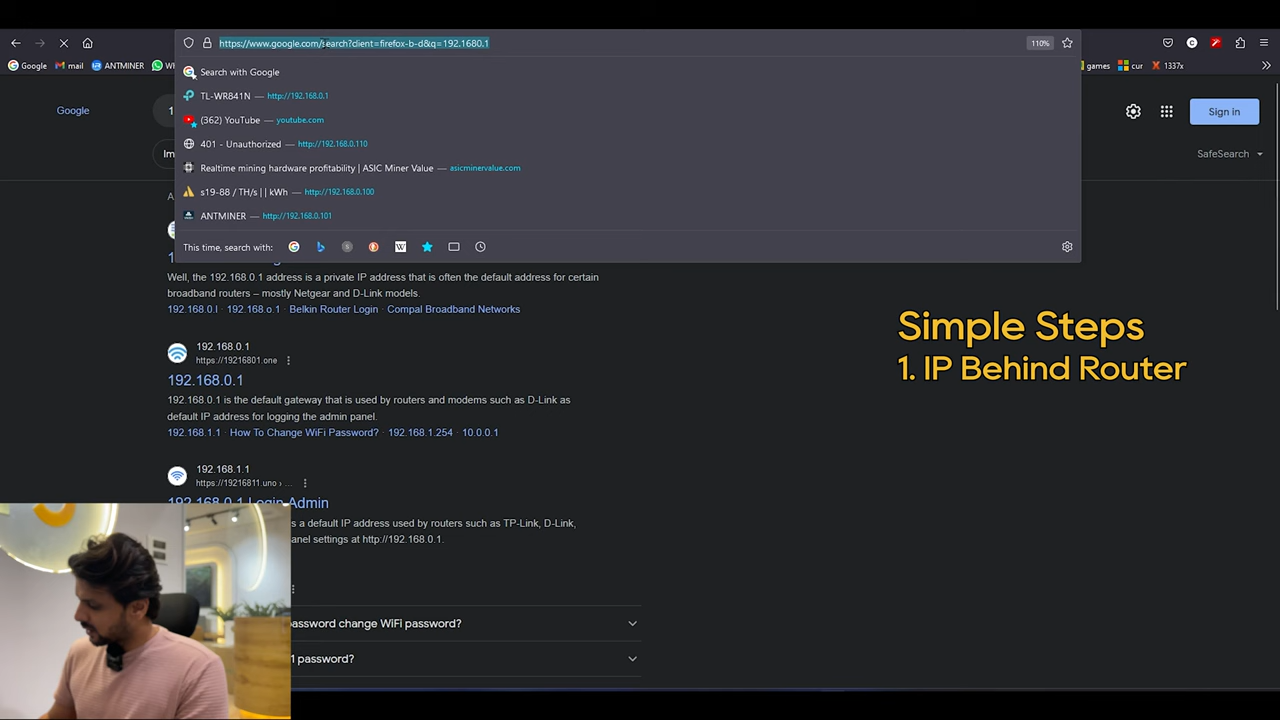 https://www.google.com/search?client=firefox-b-d&q=192.1680.1
110%
Google
mail
ANTMINER
games
cur
1337x
Search with Google
TL-WR841N — http://192.168.0.1
(362) YouTube — youtube.com
401 - Unauthorized — http://192.168.0.110
Realtime mining hardware profitability | ASIC Miner Value — asicminervalue.com
s19-88 / TH/s | | kWh — http://192.168.0.100
ANTMINER — http://192.168.0.101
This time, search with:
Google
Sign in
SafeSearch
Well, the 192.168.0.1 address is a private IP address that is often the default address for certain
broadband routers – mostly Netgear and D-Link models.
192.168.0.l · 192.168.o.1 · Belkin Router Login · Compal Broadband Networks
192.168.0.1
https://19216801.one
192.168.0.1
192.168.0.1 is the default gateway that is used by routers and modems such as D-Link as
default IP address for logging the admin panel.
192.168.1.1 · How To Change WiFi Password? · 192.168.1.254 · 10.0.0.1
192.168.1.1
https://19216811.uno › ...
192.168.0.1 Login Admin
s a default IP address used by routers such as TP-Link, D-Link,
panel settings at http://192.168.0.1.
password change WiFi password?
1 password?
Simple Steps
1. IP Behind Router